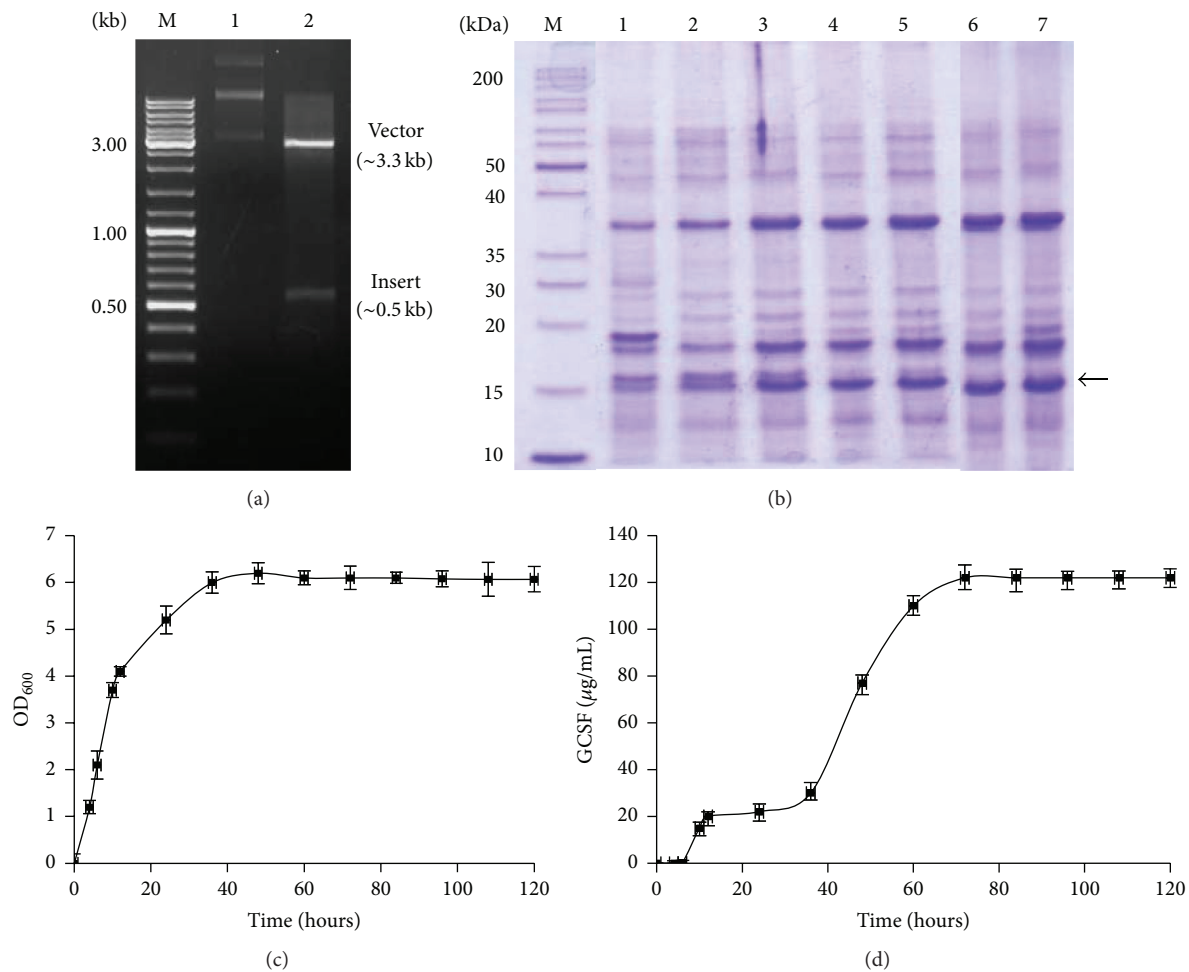 (kb) M 1 2
3.00
1.00
0.50
Vector
(~3.3 kb)
Insert
(~0.5 kb)
(a)
(kDa) M 1 2 3 4 5 6 7
200
50
40
35
30
20
15
10
←
(b)
7
6
5
4
3
2
1
0
OD600
0 20 40 60 80 100 120
Time (hours)
(c)
140
120
100
80
60
40
20
0
GCSF (μg/mL)
0 20 40 60 80 100 120
Time (hours)
(d)